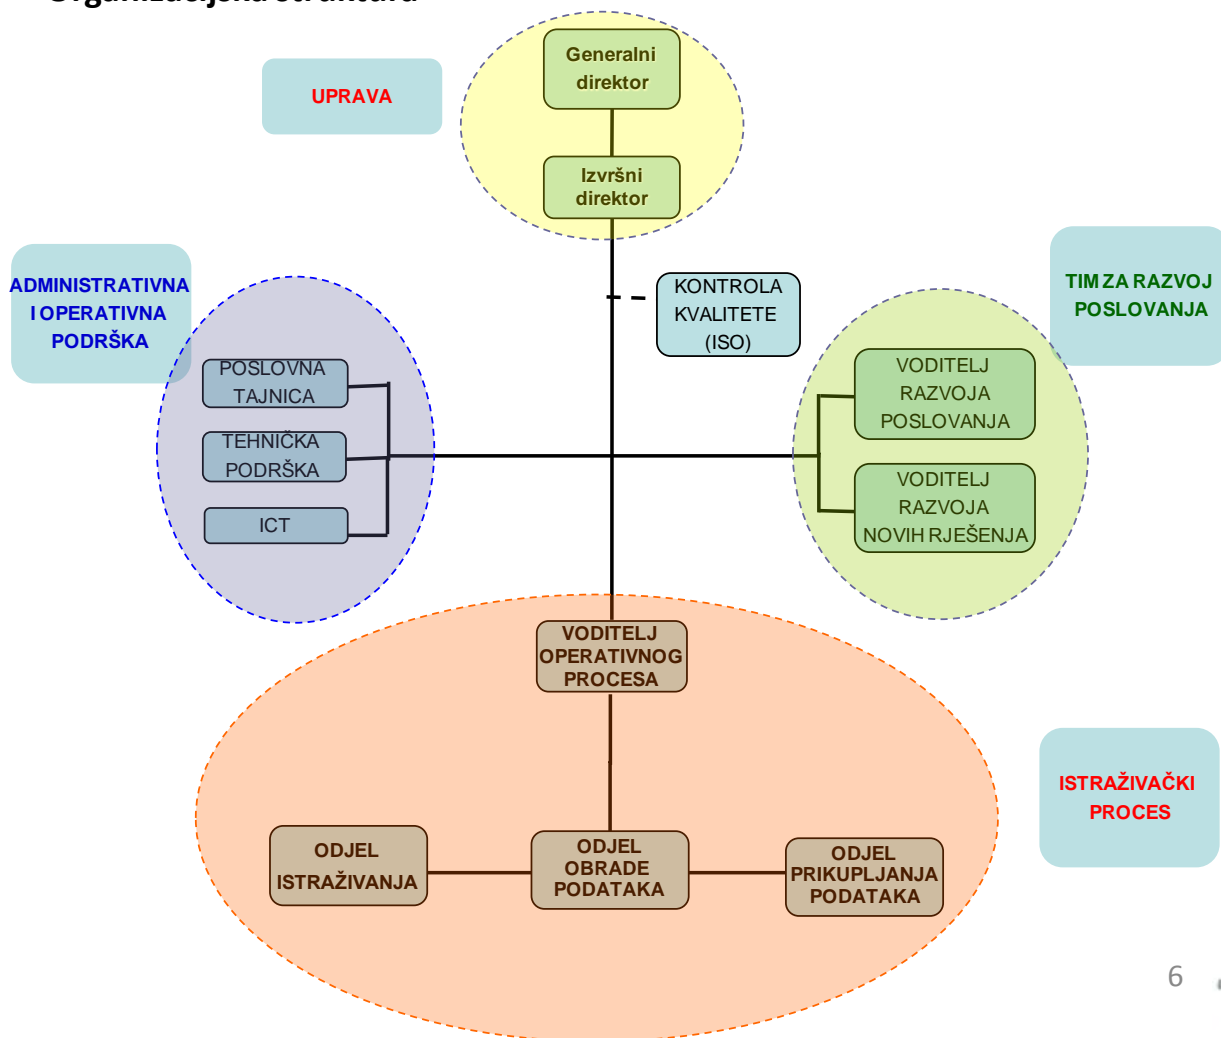 Organizacijska struktura
Generalni
direktor
UPRAVA
Izvršni
direktor
ADMINISTRATIVNA
I OPERATIVNA
PODRŠKA
KONTROLA
KVALITETE
(ISO)
TIM ZA RAZVOJ
POSLOVANJA
POSLOVNA
TAJNICA
TEHNIČKA
PODRŠKA
ICT
VODITELJ
RAZVOJA
POSLOVANJA
VODITELJ
RAZVOJA
NOVIH RJEŠENJA
VODITELJ
OPERATIVNOG
PROCESA
ISTRAŽIVAČKI
PROCES
ODJEL
ISTRAŽIVANJA
ODJEL
OBRADE
PODATAKA
ODJEL
PRIKUPLJANJA
PODATAKA
6